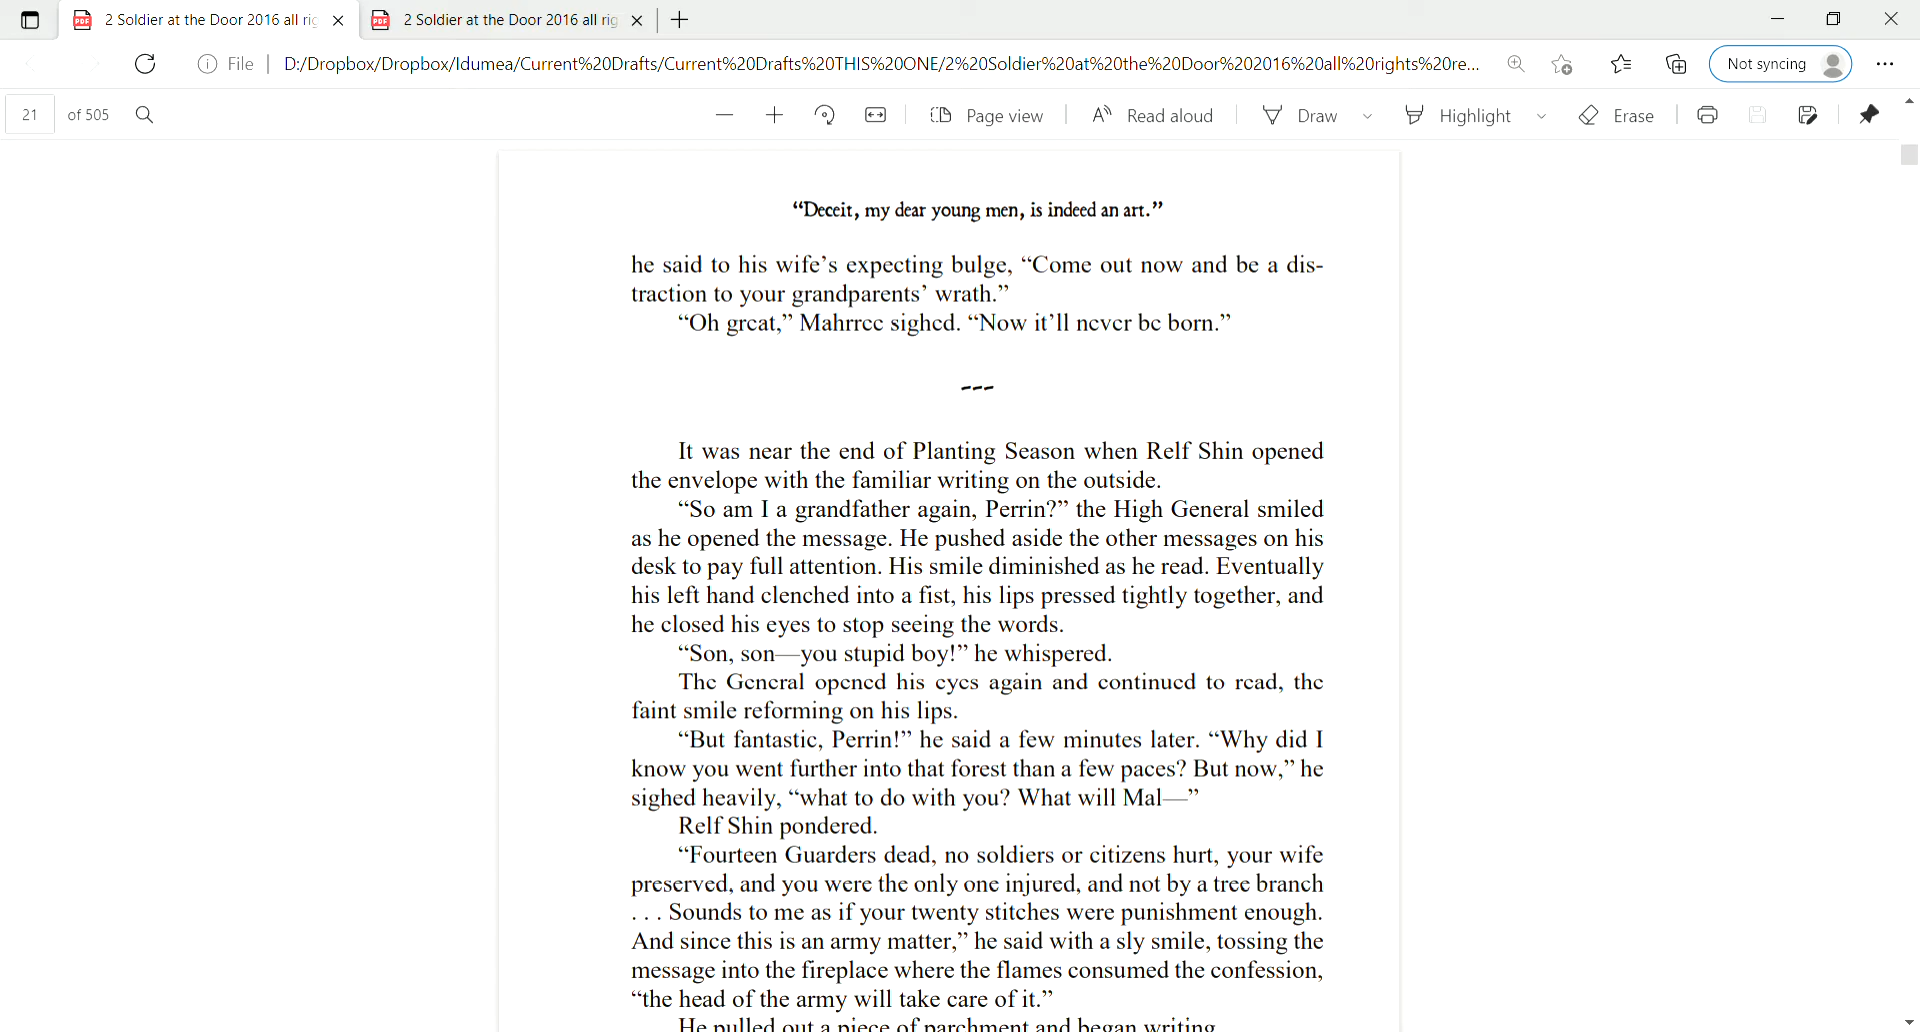 2 Soldier at the Door 2016 all rig
2 Soldier at the Door 2016 all rig
File
D:/Dropbox/Dropbox/Idumea/Current%20Drafts/Current%20Drafts%20THIS%20ONE/2%20Soldier%20at%20the%20Door%202016%20all%20rights%20re...
Not syncing
21
of 505
Page view
Read aloud
Draw
Highlight
Erase
“Deceit, my dear young men, is indeed an art.”
he said to his wife’s expecting bulge, “Come out now and be a dis-
traction to your grandparents’ wrath.”
“Oh great,” Mahrree sighed. “Now it’ll never be born.”
---
It was near the end of Planting Season when Relf Shin opened
the envelope with the familiar writing on the outside.
“So am I a grandfather again, Perrin?” the High General smiled
as he opened the message. He pushed aside the other messages on his
desk to pay full attention. His smile diminished as he read. Eventually
his left hand clenched into a fist, his lips pressed tightly together, and
he closed his eyes to stop seeing the words.
“Son, son—you stupid boy!” he whispered.
The General opened his eyes again and continued to read, the
faint smile reforming on his lips.
“But fantastic, Perrin!” he said a few minutes later. “Why did I
know you went further into that forest than a few paces? But now,” he
sighed heavily, “what to do with you? What will Mal—”
Relf Shin pondered.
“Fourteen Guarders dead, no soldiers or citizens hurt, your wife
preserved, and you were the only one injured, and not by a tree branch
. . . Sounds to me as if your twenty stitches were punishment enough.
And since this is an army matter,” he said with a sly smile, tossing the
message into the fireplace where the flames consumed the confession,
“the head of the army will take care of it.”
He pulled out a piece of parchment and began writing.